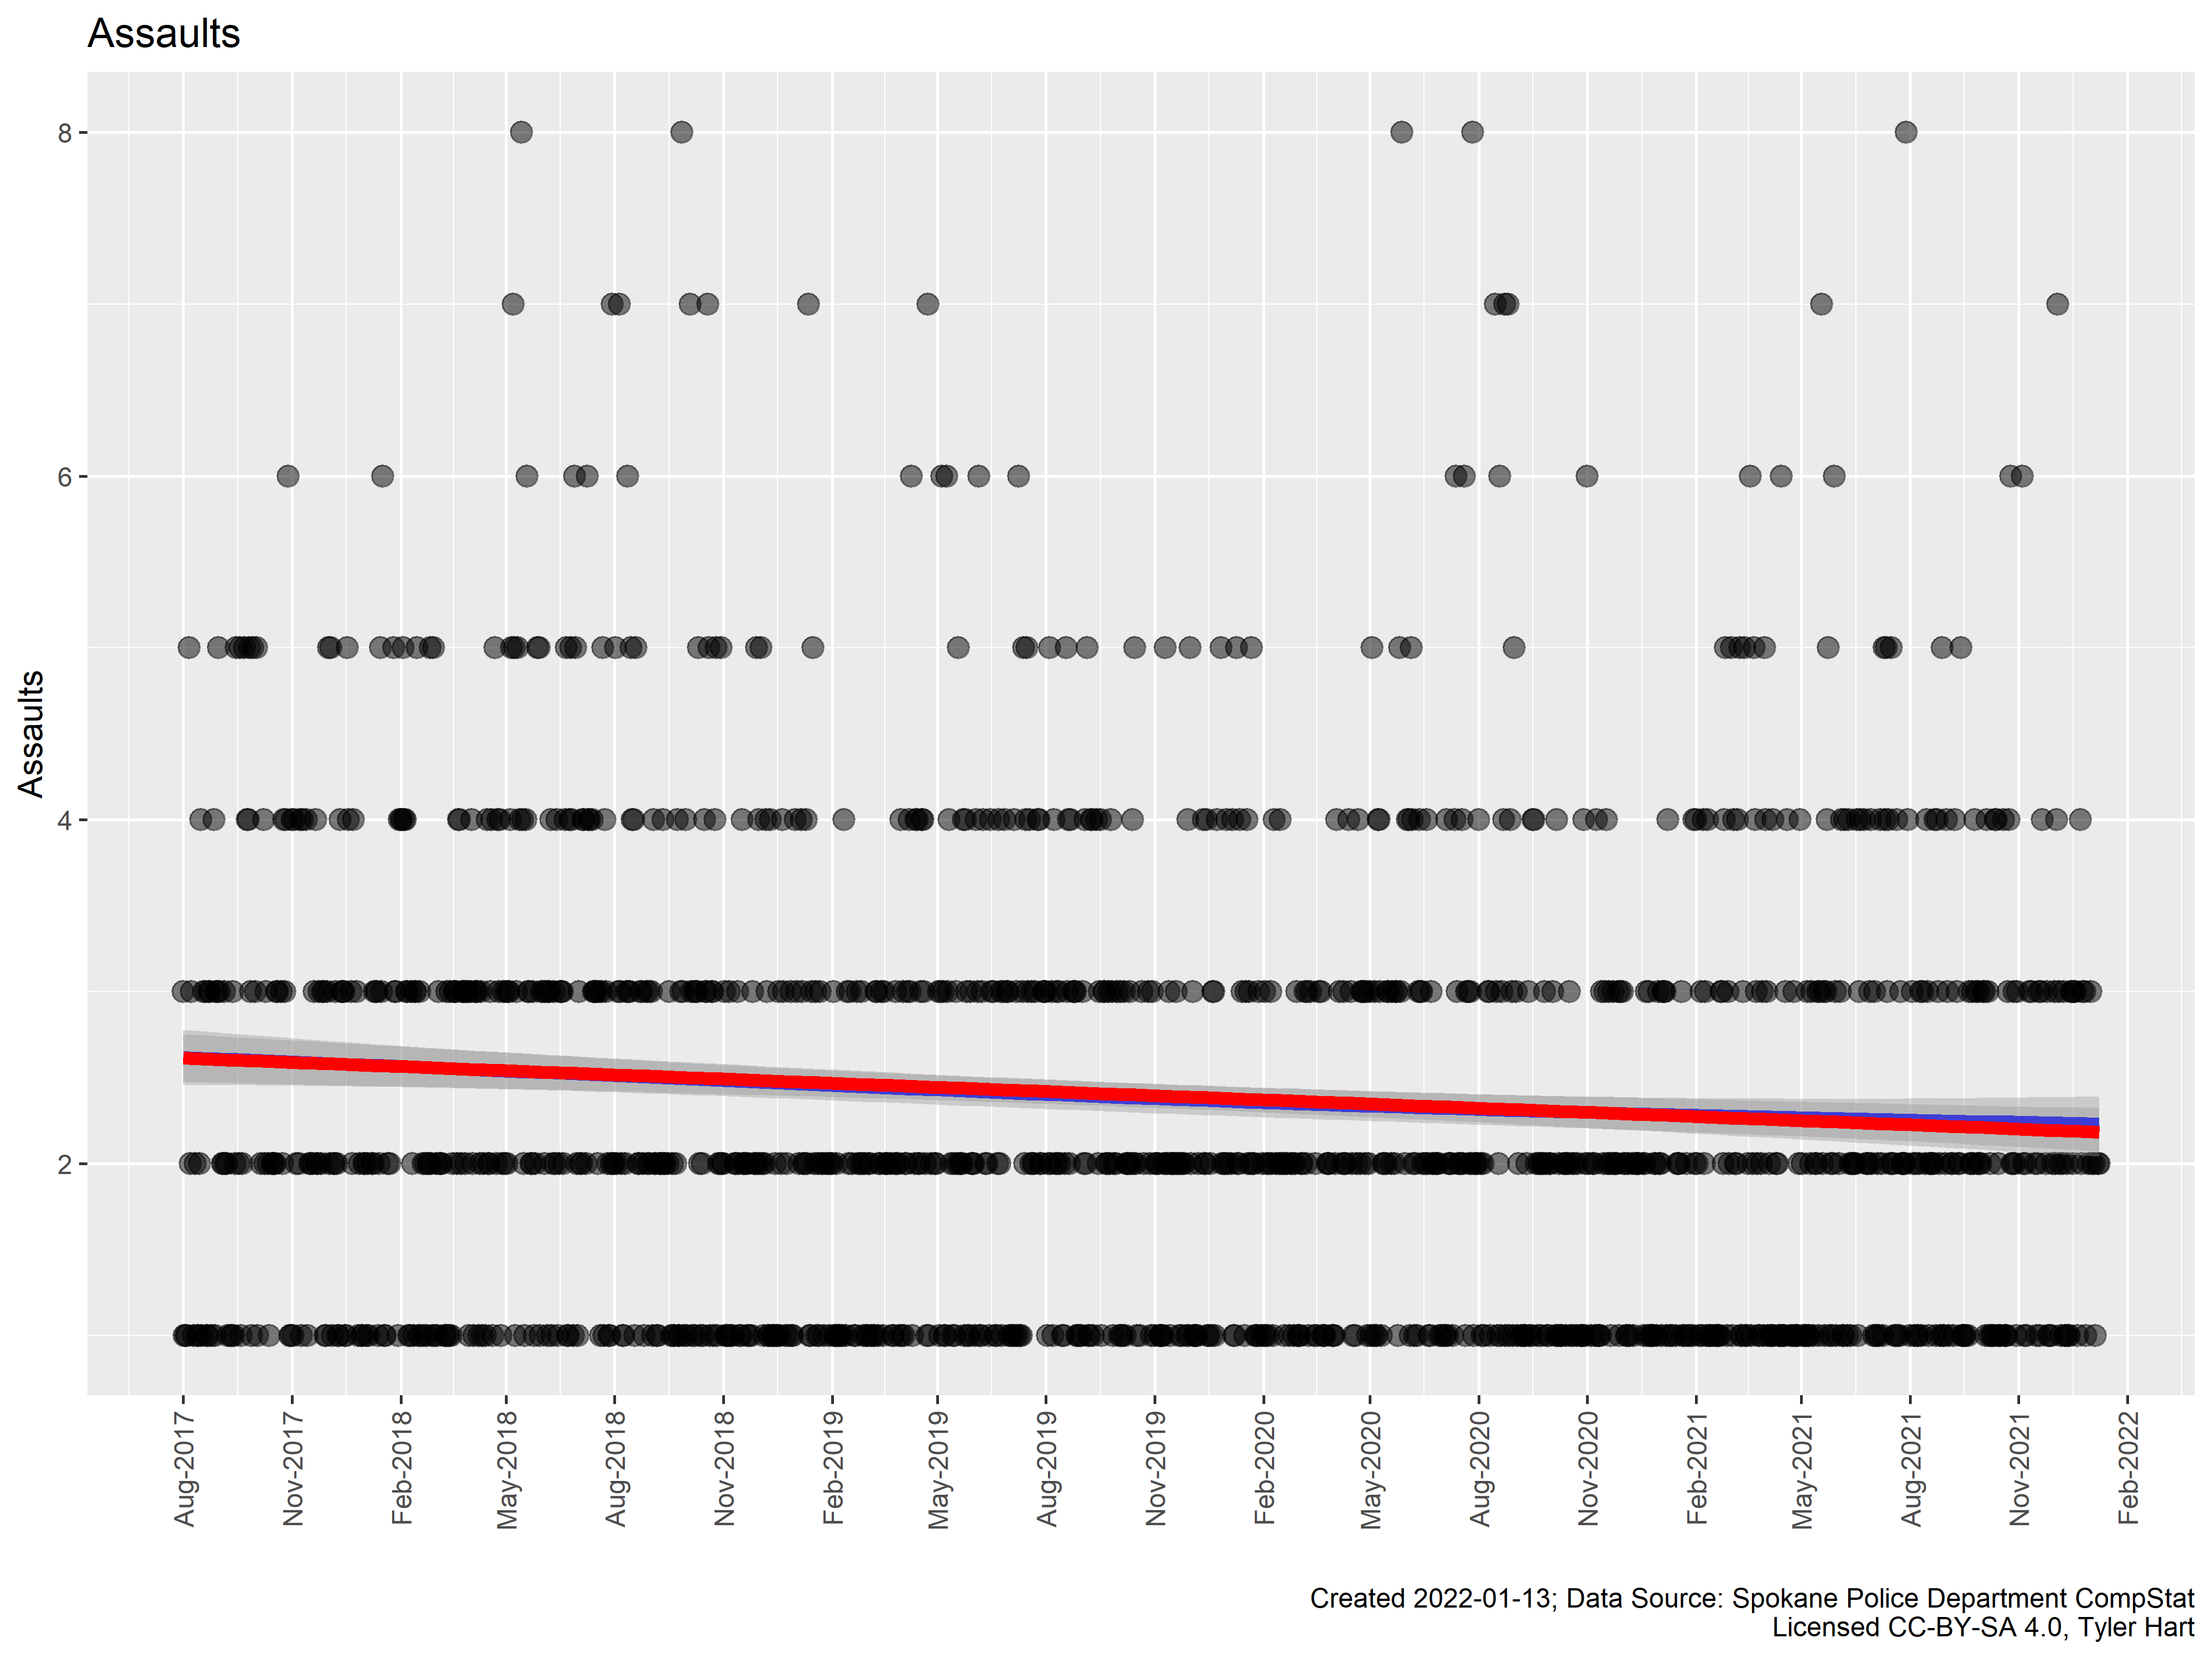 Assaults
8
6
4
2
Assaults
Aug-2017
Nov-2017
Feb-2018
May-2018
Aug-2018
Nov-2018
Feb-2019
May-2019
Aug-2019
Nov-2019
Feb-2020
May-2020
Aug-2020
Nov-2020
Feb-2021
May-2021
Aug-2021
Nov-2021
Feb-2022
Created 2022-01-13; Data Source: Spokane Police Department CompStat
Licensed CC-BY-SA 4.0, Tyler Hart